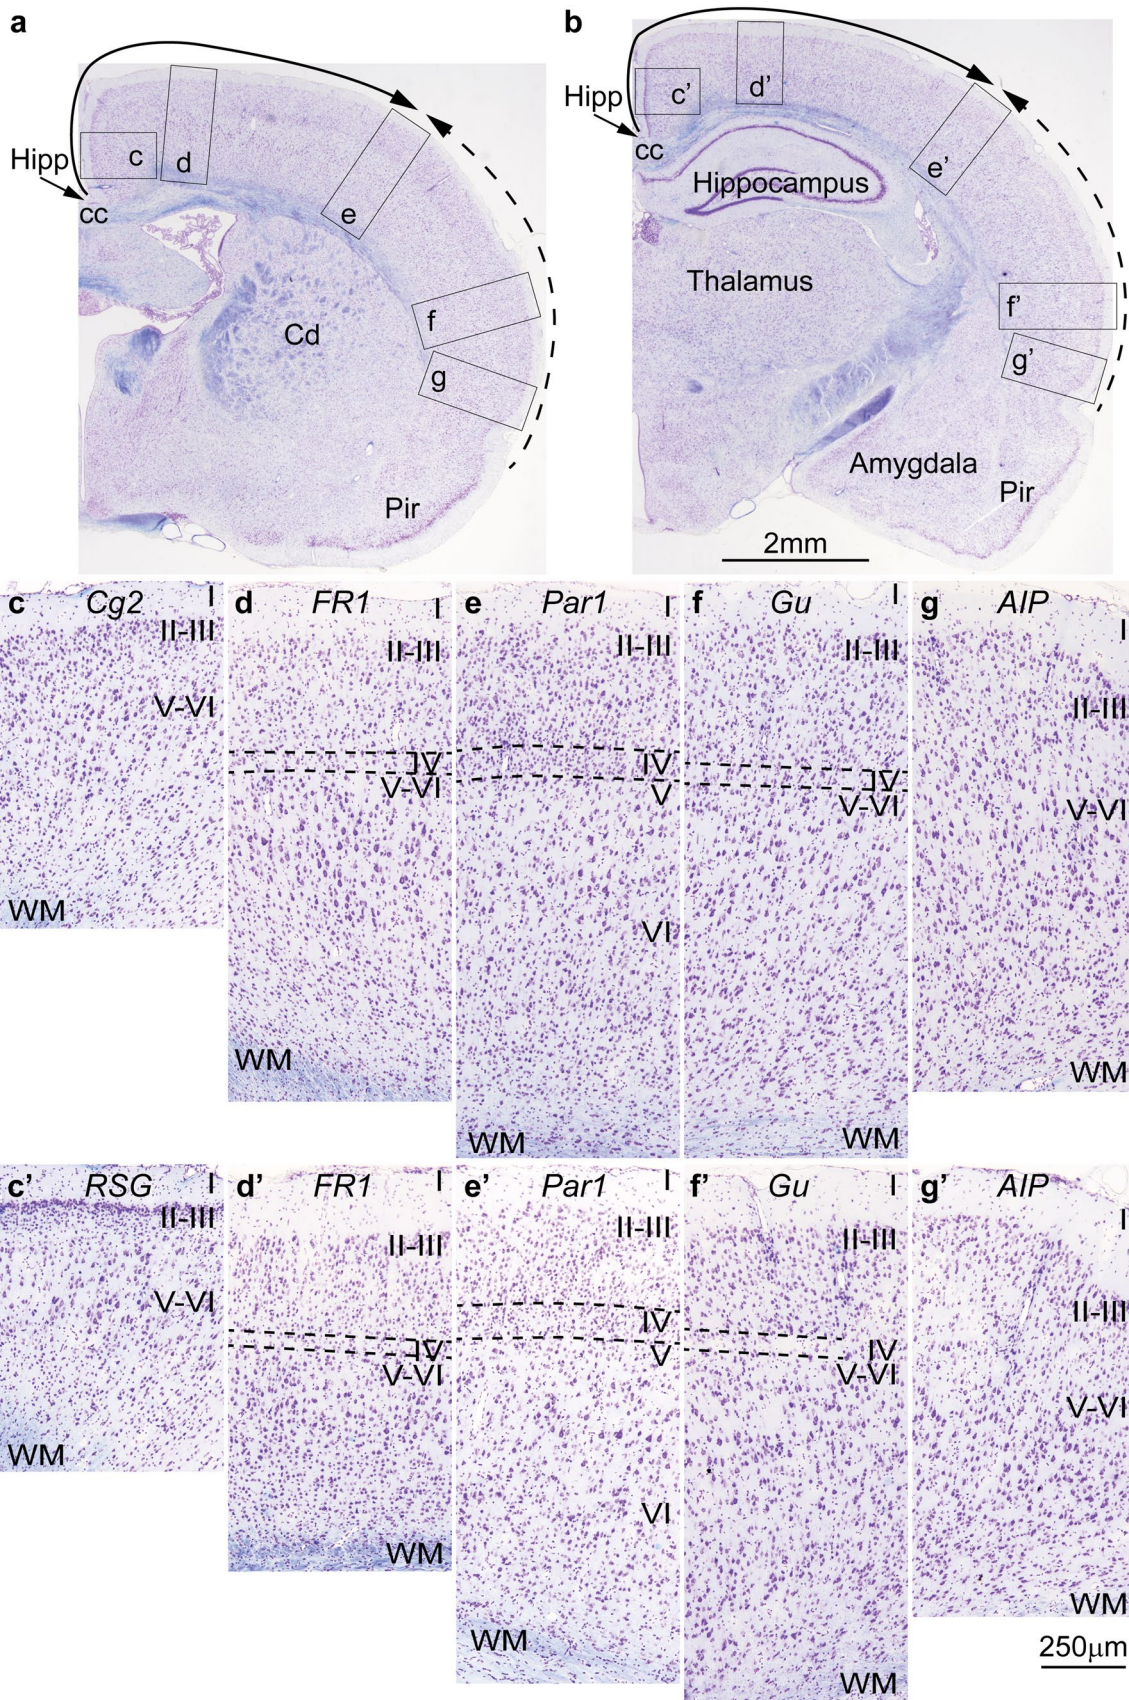 a
b
c
d
e
f
g
Hipp
cc
Cd
Pir
c’
d’
e’
f’
g’
Hipp
cc
Hippocampus
Thalamus
Amygdala
Pir
2mm
c Cg2 I
II-III
V-VI
WM
d FR1 I
II-III
IV
V-VI
WM
e Par1 I
II-III
IV
V
VI
WM
f Gu I
II-III
IV
V-VI
WM
g AIP
I
II-III
V-VI
WM
c’ RSG I
II-III
V-VI
WM
d’ FR1 I
II-III
IV
V-VI
WM
e’ Par1 I
II-III
IV
V
VI
WM
f’ Gu I
II-III
IV
V-VI
WM
g’ AIP
I
II-III
V-VI
WM
250μm